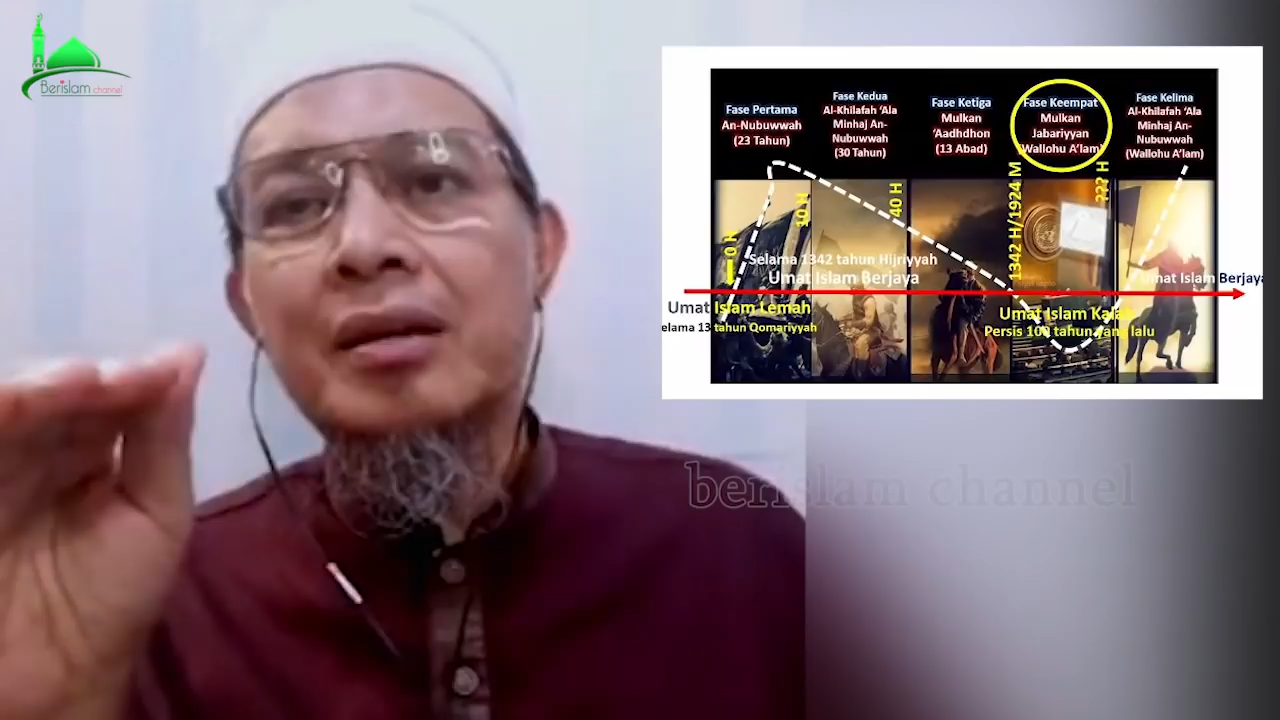 Berislam channel
Fase Pertama
An-Nubuwwah
(23 Tahun)
Fase Kedua
Al-Khilafah ‘Ala
Minhaj An-
Nubuwwah
(30 Tahun)
Fase Ketiga
Mulkan
‘Aadhdhon
(13 Abad)
Fase Keempat
Mulkan
Jabariyyan
(Wallohu A’lam)
Fase Kelima
Al-Khilafah ‘Ala
Minhaj An-
Nubuwwah
(Wallohu A’lam)
0 H
10 H
40 H
1342 H/1924 M
??? H
Selama 1342 tahun Hijriyyah
Umat Islam Berjaya
Umat Islam Berjaya
Umat Islam Lemah
Selama 13 tahun Qomariyyah
Umat Islam Kalah
Persis 100 tahun yang lalu
berislam channel